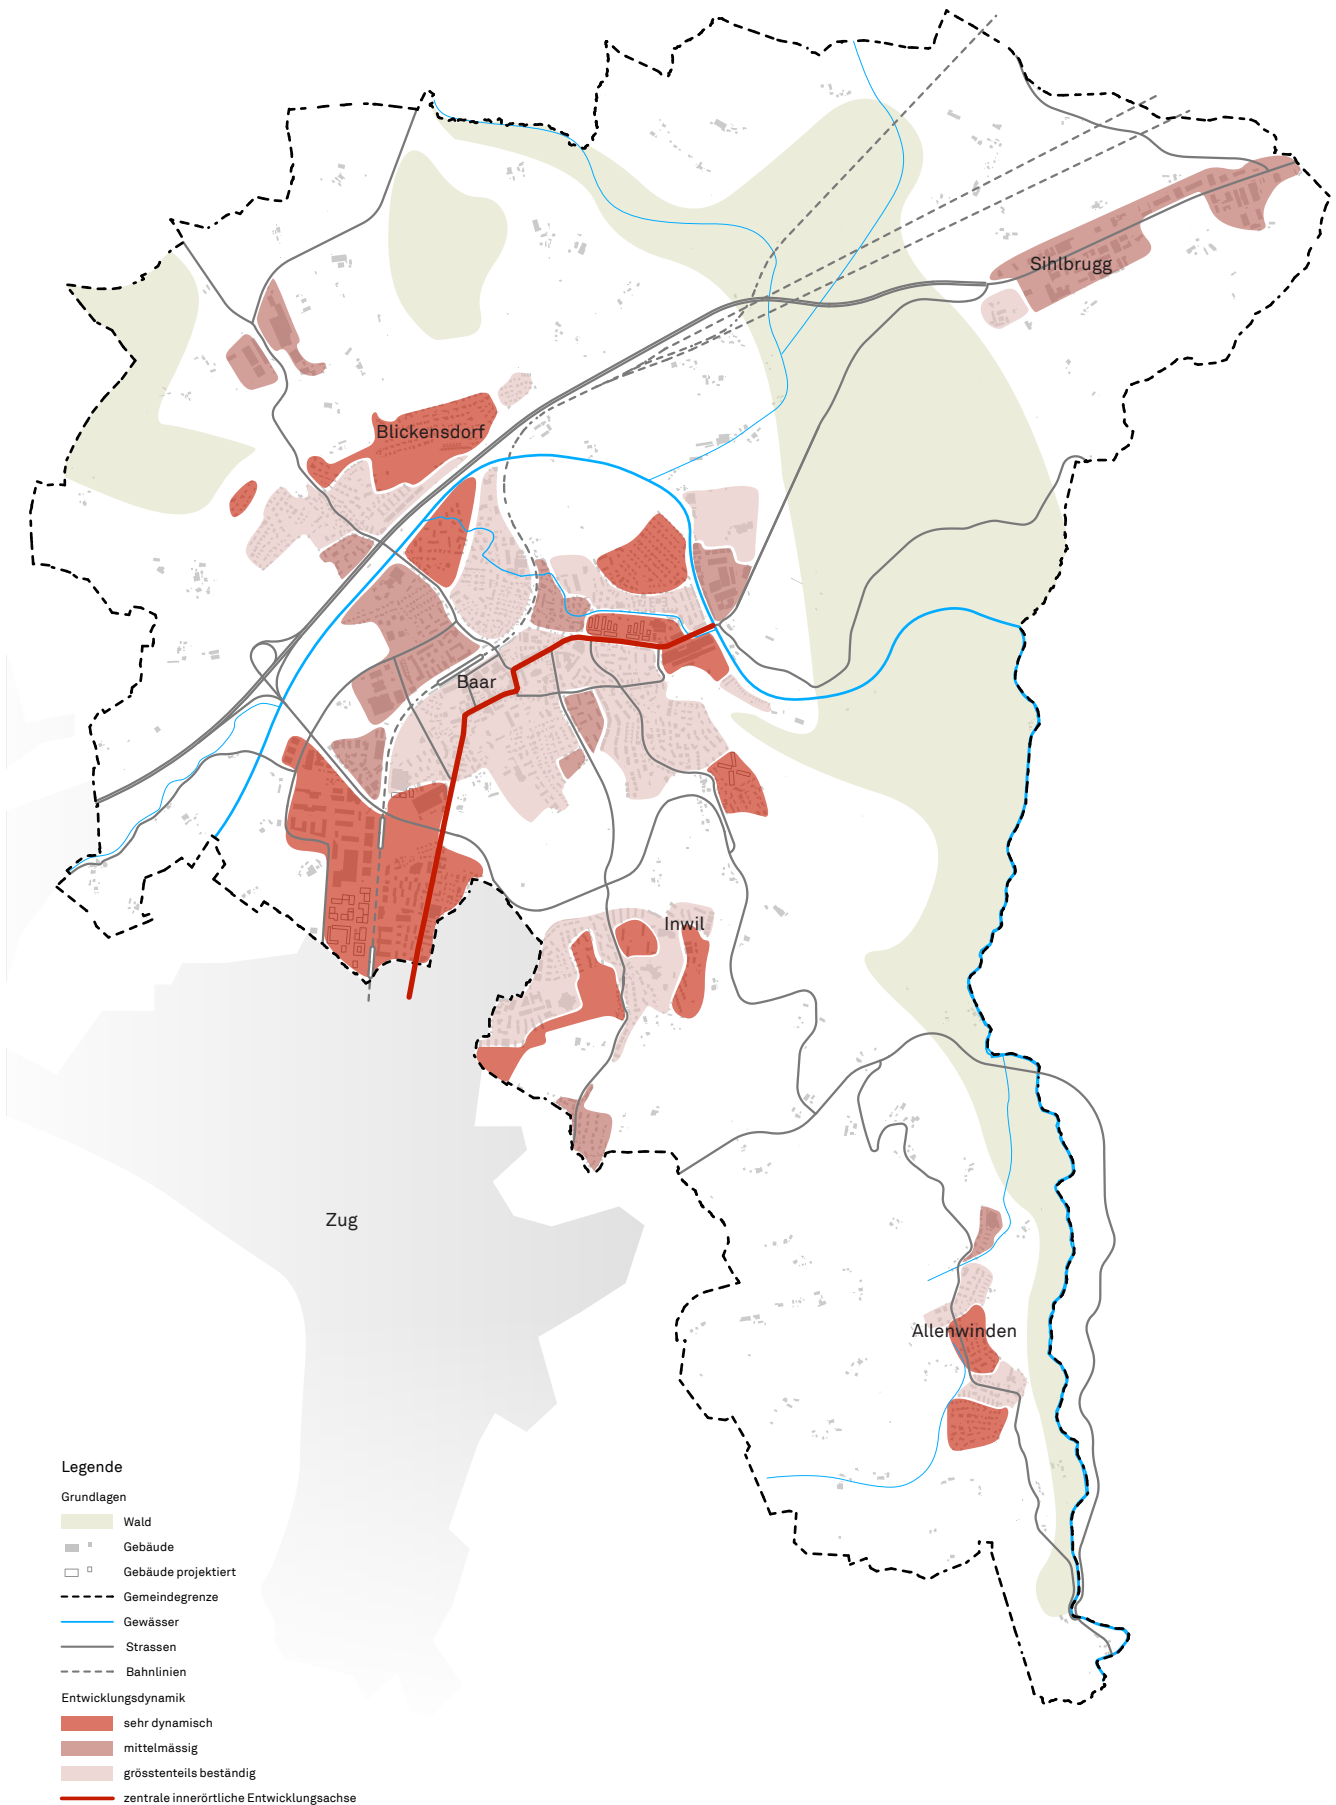 Sihlbrugg
Blickensdorf
Baar
Inwil
Zug
Allenwinden
Legende
Grundlagen
Wald
Gebäude
Gebäude projektiert
Gemeindegrenze
Gewässer
Strassen
Bahnlinien
Entwicklungsdynamik
sehr dynamisch
mittelmässig
grösstenteils beständig
zentrale innerörtliche Entwicklungsachse